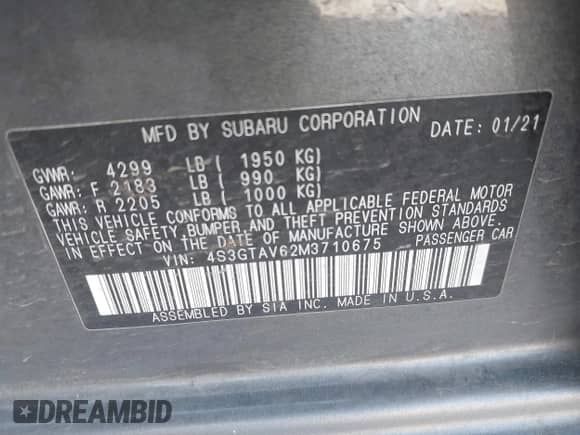 MFD BY SUBARU CORPORATION DATE: 01/21
GVWR: 4299 LB ( 1950 KG)
GAWR: F 2183 LB ( 990 KG)
GAWR: R 2205 LB ( 1000 KG)
THIS VEHICLE CONFORMS TO ALL APPLICABLE FEDERAL MOTOR
VEHICLE SAFETY, BUMPER, AND THEFT PREVENTION STANDARDS
IN EFFECT ON THE DATE OF MANUFACTURE SHOWN ABOVE.
VIN: 4S3GTAV62M3710675 PASSENGER CAR
ASSEMBLED BY SIA INC. MADE IN U.S.A.
DREAMBID